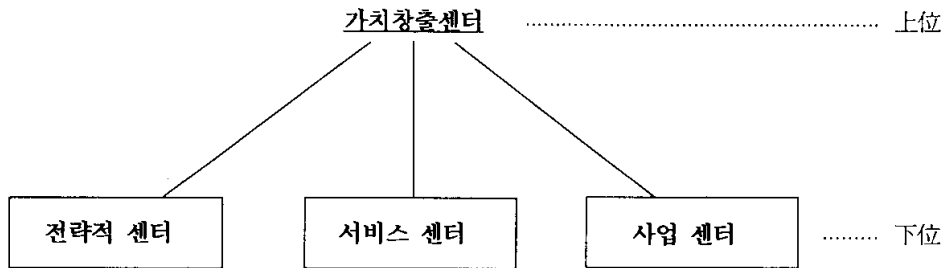 가치창출센터 ........................ 上位
전략적 센터 서비스 센터 사업 센터 ........ 下位